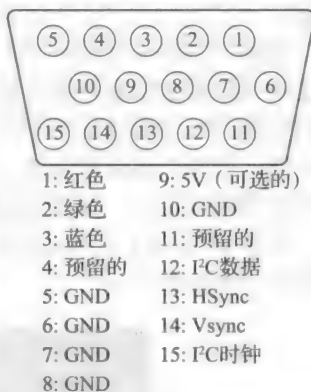 5 4 3 2 1
10 9 8 7 6
15 14 13 12 11
1: 红色
2: 绿色
3: 蓝色
4: 预留的
5: GND
6: GND
7: GND
8: GND
9: 5V（可选的）
10: GND
11: 预留的
12: I²C数据
13: HSync
14: Vsync
15: I²C时钟